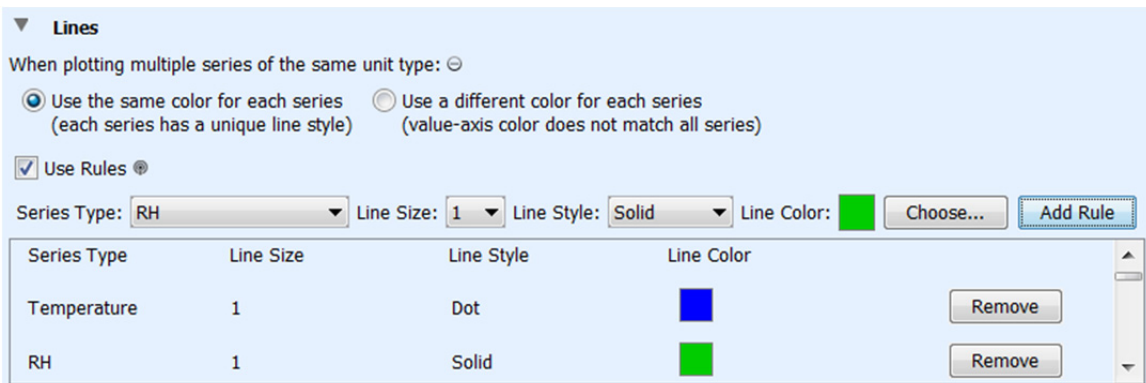 Lines
When plotting multiple series of the same unit type:
Use the same color for each series Use a different color for each series
(each series has a unique line style) (value-axis color does not match all series)
Use Rules
Series Type: RH Line Size: 1 Line Style: Solid Line Color: Choose... Add Rule
Series Type Line Size Line Style Line Color
Temperature 1 Dot Remove
RH 1 Solid Remove